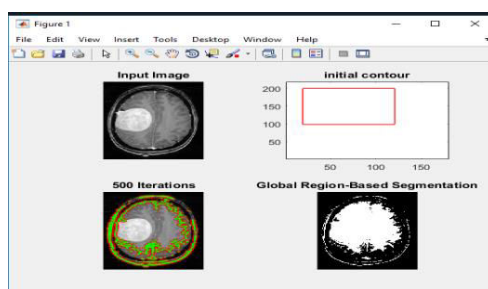 Figure 1
File Edit View Insert Tools Desktop Window Help
Input Image
initial contour
200
150
100
50
50 100 150
500 Iterations
Global Region-Based Segmentation